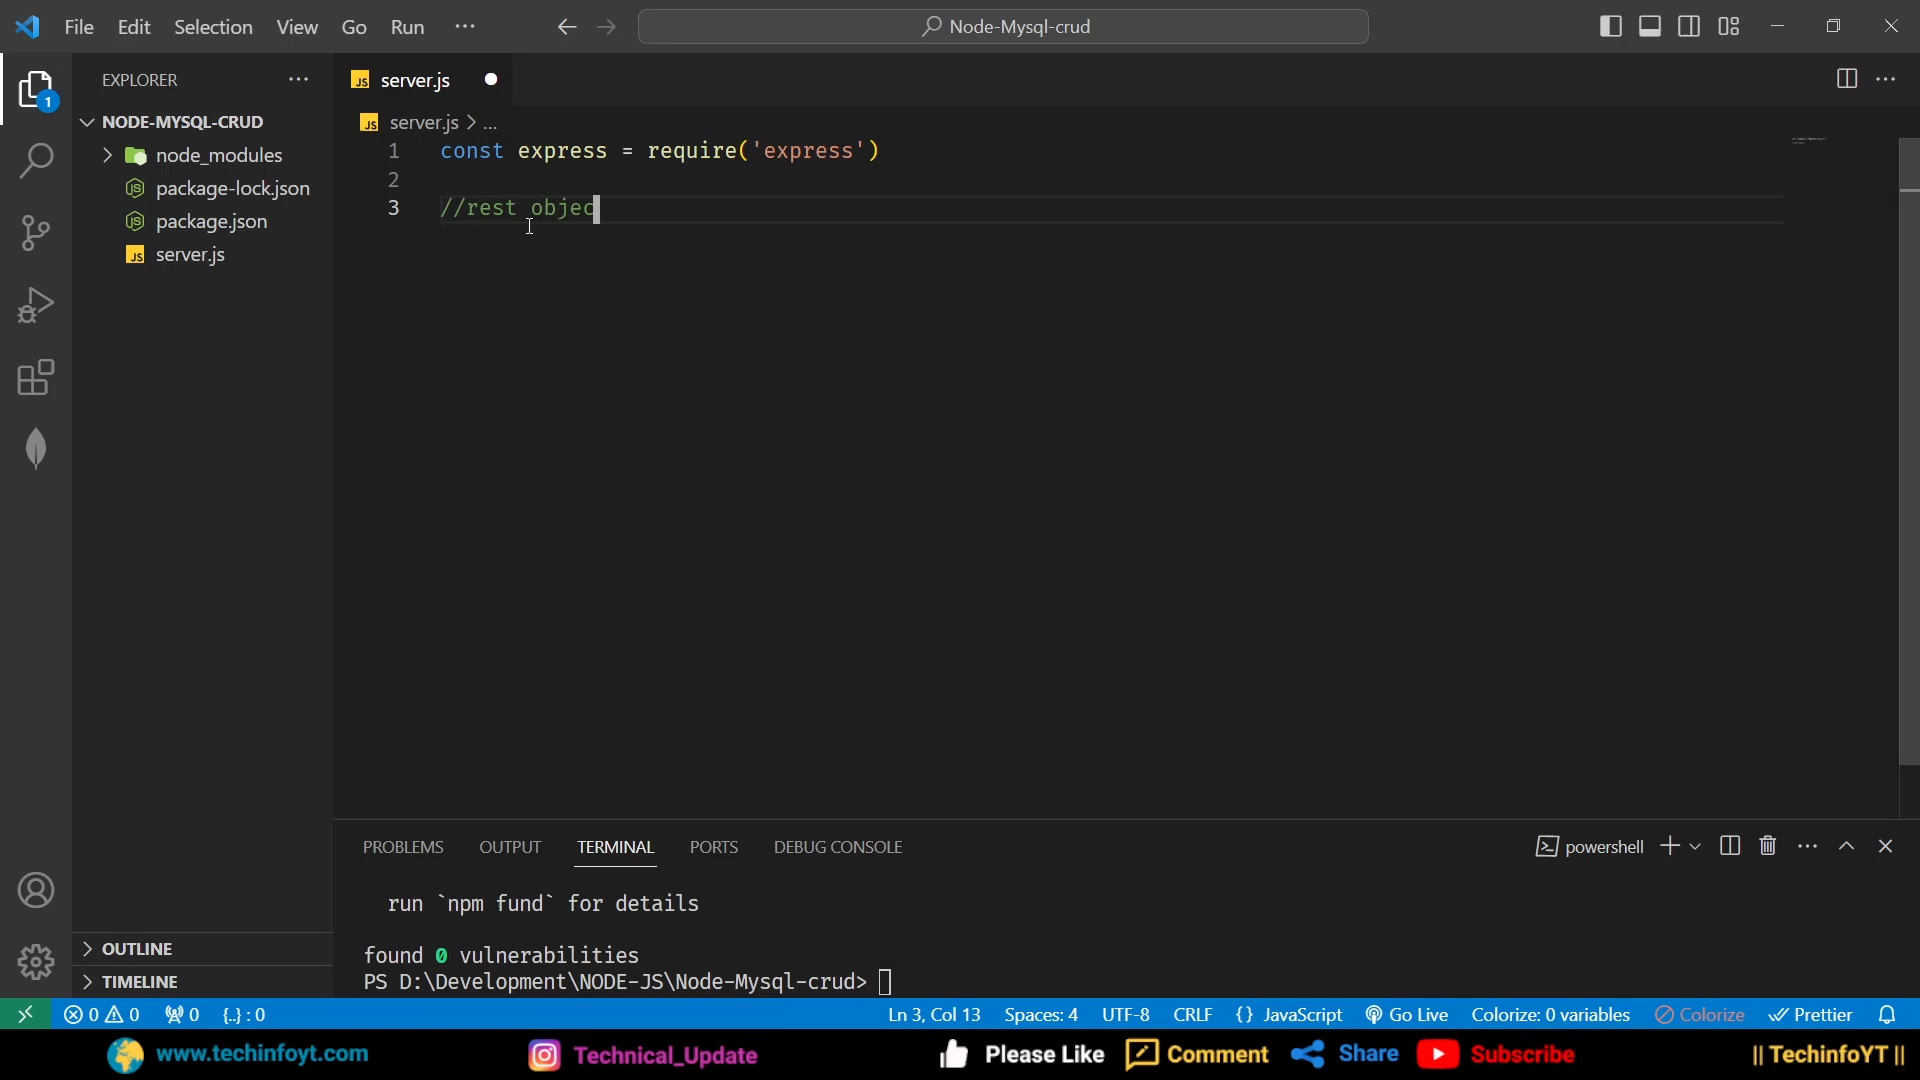 File Edit Selection View Go Run ··· Node-Mysql-crud
EXPLORER ···
server.js
NODE-MYSQL-CRUD
server.js > ...
node_modules
package-lock.json
package.json
server.js
1 const express = require('express')
2
3 //rest objec
PROBLEMS OUTPUT TERMINAL PORTS DEBUG CONSOLE powershell
run `npm fund` for details
found 0 vulnerabilities
PS D:\Development\NODE-JS\Node-Mysql-crud>
OUTLINE
TIMELINE
0 0 0 {..} : 0 Ln 3, Col 13 Spaces: 4 UTF-8 CRLF {} JavaScript Go Live Colorize: 0 variables Colorize Prettier
www.techinfoyt.com Technical_Update Please Like Comment Share Subscribe || TechinfoYT ||